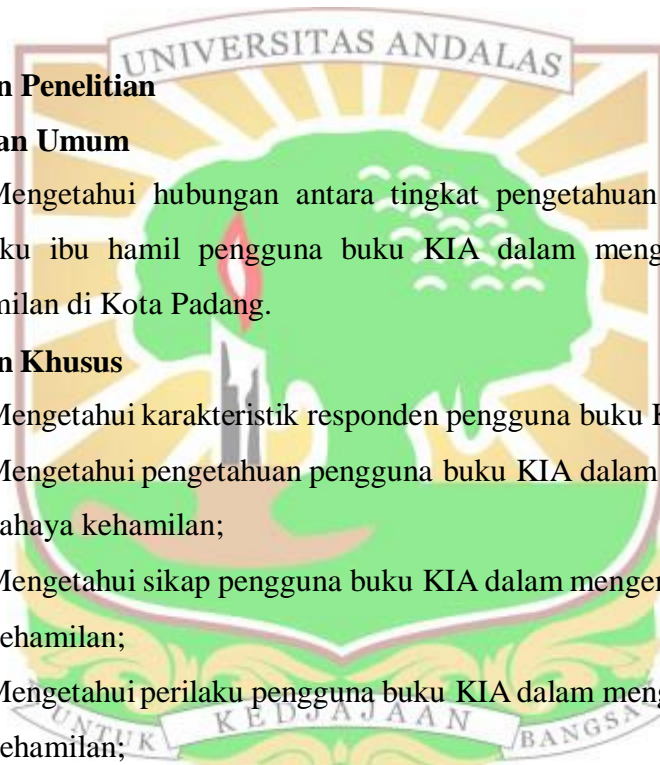 UNIVERSITAS ANDALAS
n Penelitian
an Umum
Mengetahui hubungan antara tingkat pengetahuan
ku ibu hamil pengguna buku KIA dalam meng
milan di Kota Padang.
n Khusus
Mengetahui karakteristik responden pengguna buku K
Mengetahui pengetahuan pengguna buku KIA dalam
ahaya kehamilan;
Mengetahui sikap pengguna buku KIA dalam menger
ehamilan;
Mengetahui perilaku pengguna buku KIA dalam meng
ehamilan;
UNTUK KEDJAJAAN BANGSA